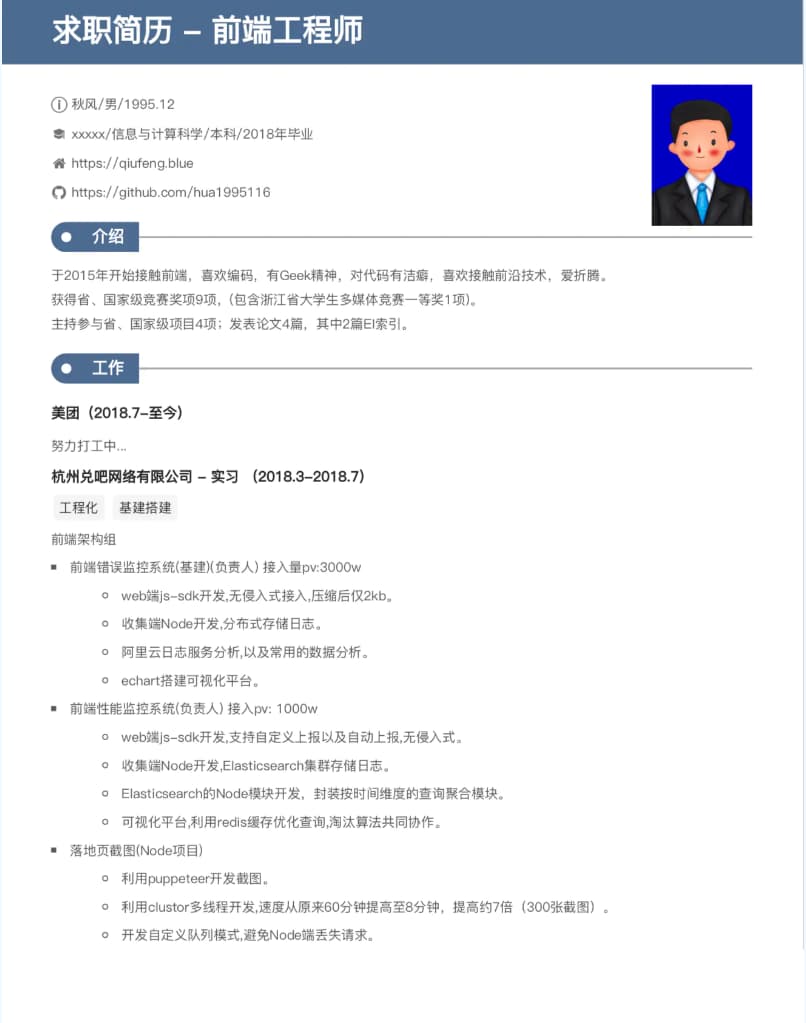 求职简历 - 前端工程师
秋风/男/1995.12
xxxxx/信息与计算科学/本科/2018年毕业
https://qiufeng.blue
https://github.com/hua1995116
介绍
于2015年开始接触前端，喜欢编码，有Geek精神，对代码有洁癖，喜欢接触前沿技术，爱折腾。
获得省、国家级竞赛奖项9项，（包含浙江省大学生多媒体竞赛一等奖1项）。
主持参与省、国家级项目4项；发表论文4篇，其中2篇EI索引。
工作
美团（2018.7-至今）
努力打工中...
杭州兑吧网络有限公司 - 实习 （2018.3-2018.7）
工程化 基建搭建
前端架构组
前端错误监控系统(基建)(负责人) 接入量pv:3000w
web端js-sdk开发,无侵入式接入,压缩后仅2kb。
收集端Node开发,分布式存储日志。
阿里云日志服务分析,以及常用的数据分析。
echart搭建可视化平台。
前端性能监控系统(负责人) 接入pv: 1000w
web端js-sdk开发,支持自定义上报以及自动上报,无侵入式。
收集端Node开发,Elasticsearch集群存储日志。
Elasticsearch的Node模块开发，封装按时间维度的查询聚合模块。
可视化平台,利用redis缓存优化查询,淘汰算法共同协作。
落地页截图(Node项目)
利用puppeteer开发截图。
利用clustor多线程开发,速度从原来60分钟提高至8分钟，提高约7倍（300张截图）。
开发自定义队列模式,避免Node端丢失请求。